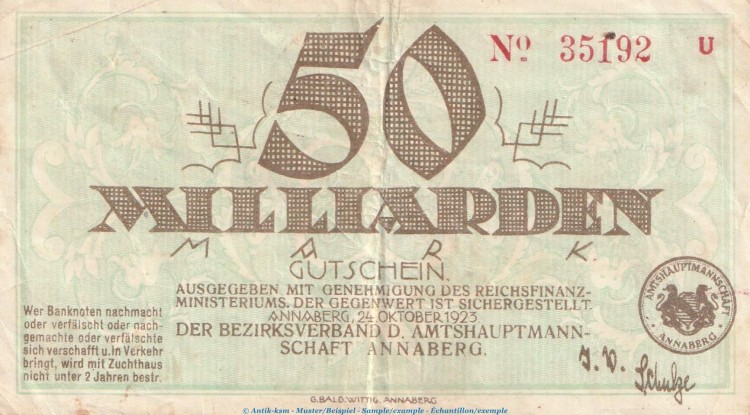 50
Nº 35192 U
MILLIARDEN
MARK.
GUTSCHEIN.
AUSGEGEBEN MIT GENEHMIGUNG DES REICHSFINANZ-
MINISTERIUMS. DER GEGENWERT IST SICHERGESTELLT.
ANNABERG, 24. OKTOBER 1923
DER BEZIRKSVERBAND D. AMTSHAUPTMANN-
SCHAFT ANNABERG.
Wer Banknoten nachmacht
oder verfälscht oder nach-
gemachte oder verfälschte
sich verschafft u. in Verkehr
bringt, wird mit Zuchthaus
nicht unter 2 Jahren bestr.
AMTSHAUPTMANNSCHAFT
ANNABERG
J. V. Schulze
G. BALD. WITTIG, ANNABERG
© Antik-ksm - Muster/Beispiel - Sample/example - Échantillon/exemple